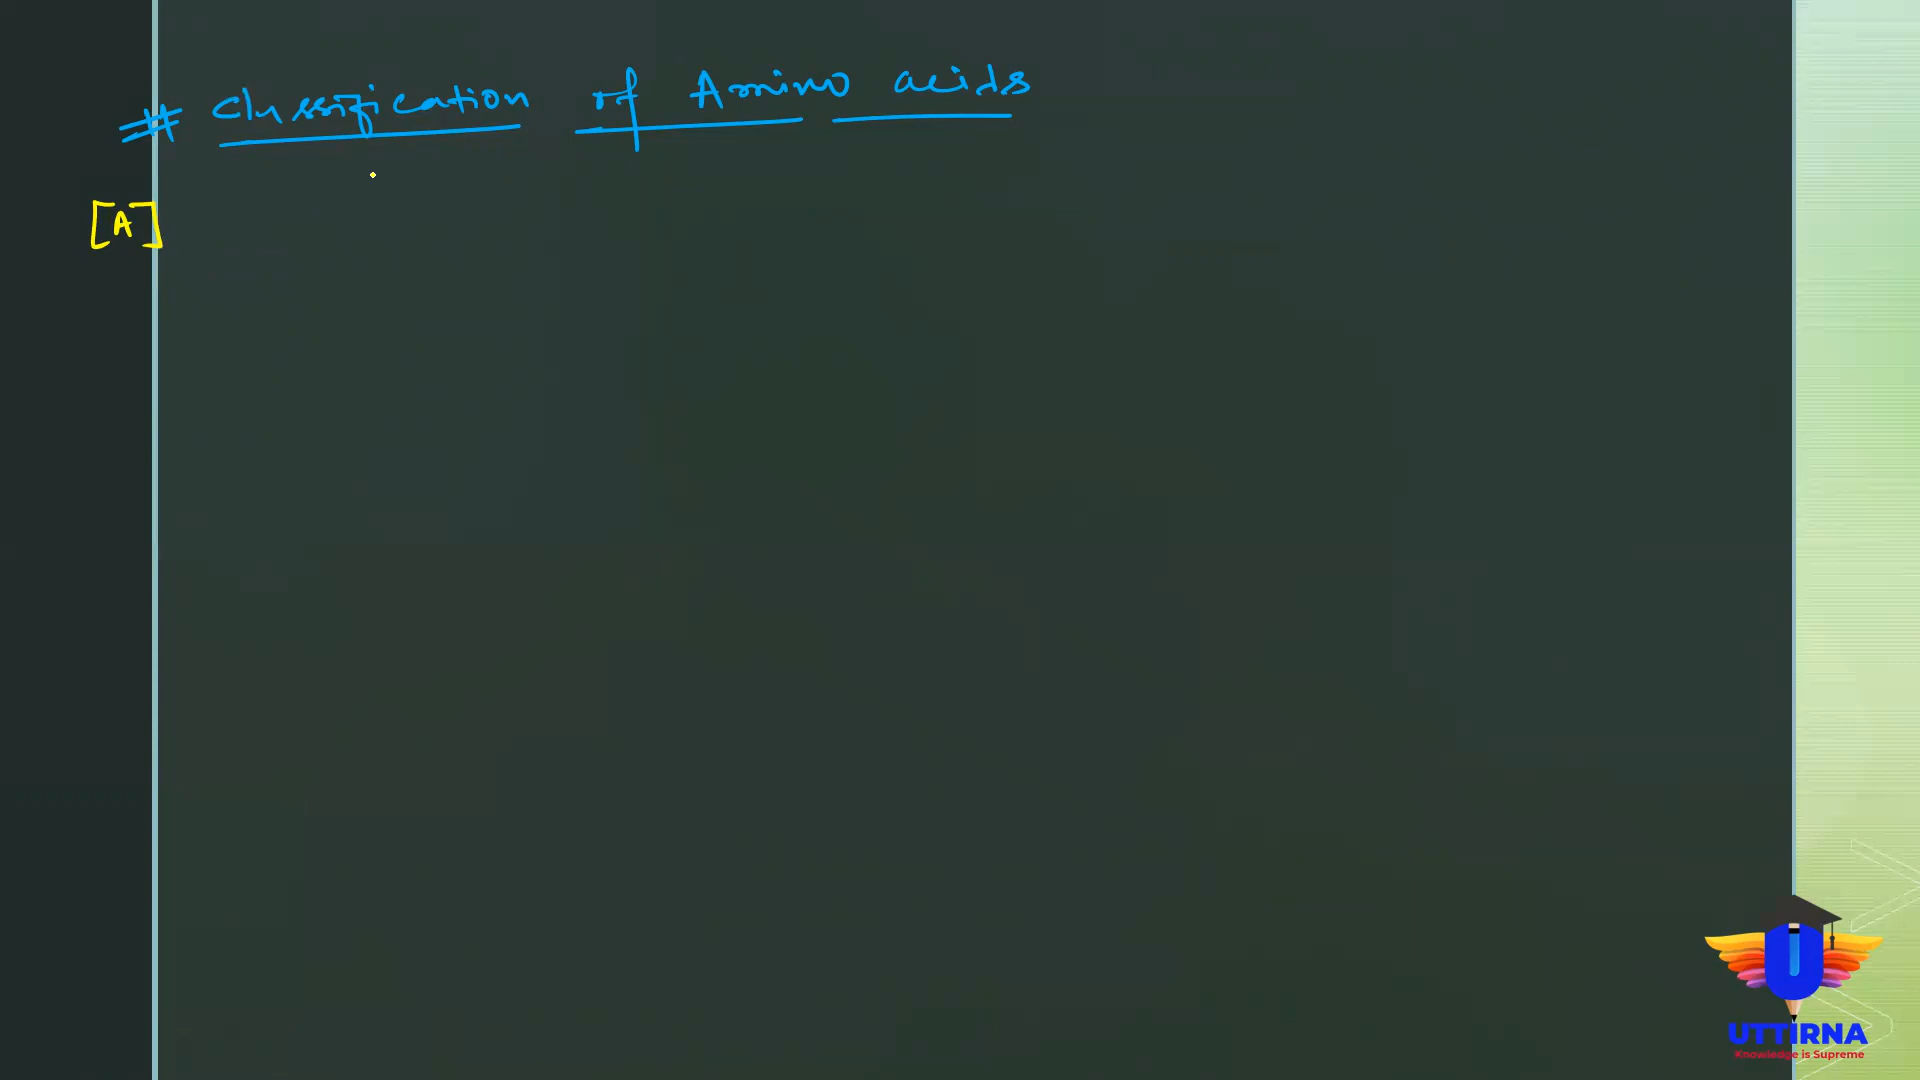 # Classification of Amino acids
[A]
UTTIRNA
Knowledge is Supreme